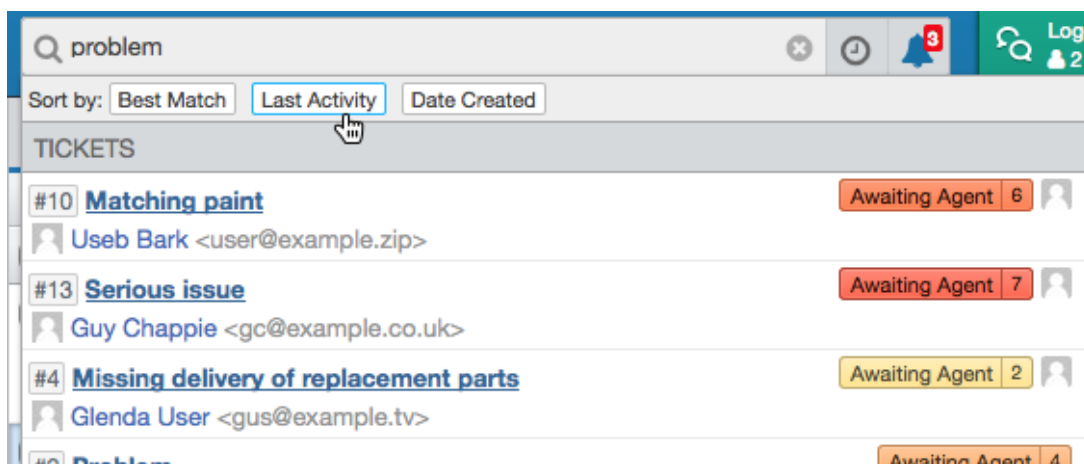 problem
3
Log
2
Sort by: Best Match Last Activity Date Created
TICKETS
#10 Matching paint Awaiting Agent 6
Useb Bark <user@example.zip>
#13 Serious issue Awaiting Agent 7
Guy Chappie <gc@example.co.uk>
#4 Missing delivery of replacement parts Awaiting Agent 2
Glenda User <gus@example.tv>
Problem Awaiting Agent 4